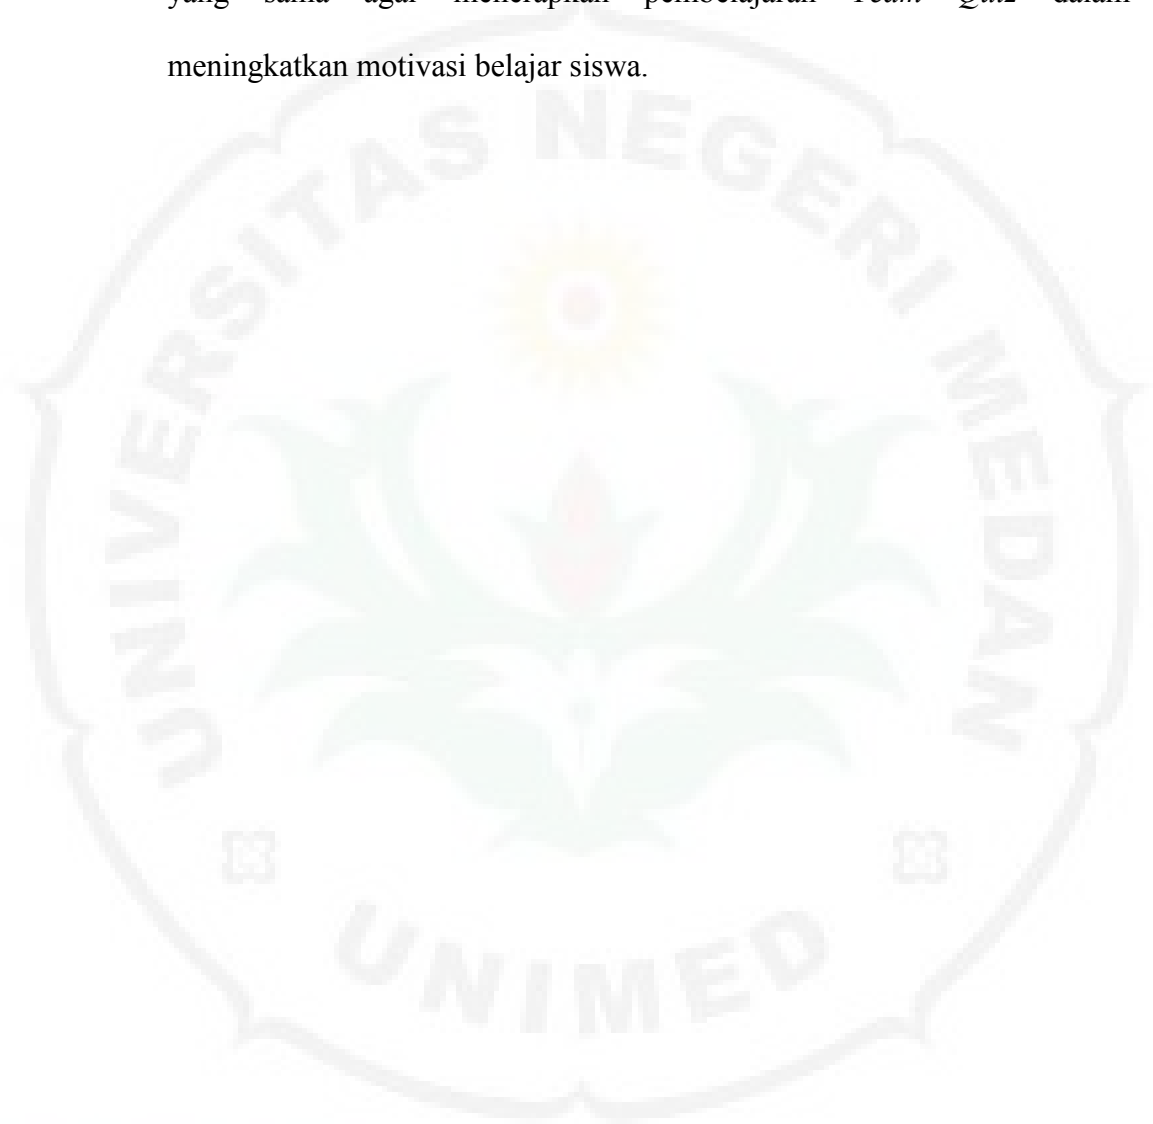 yang sama agar menerapkan pembelajaran Team Quiz dalam
meningkatkan motivasi belajar siswa.
UNIVERSITAS NEGERI MEDAN
UNIMED